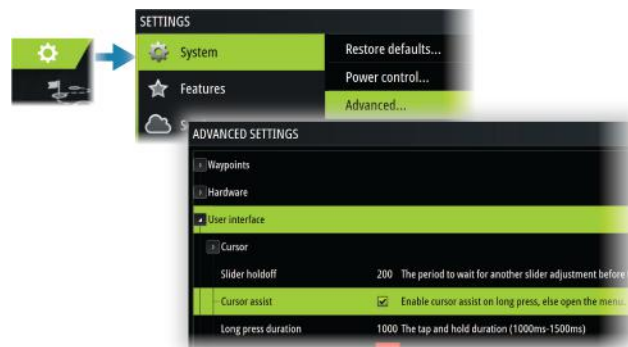 SETTINGS
System
Restore defaults...
Power control...
Features
Advanced...
S
ADVANCED SETTINGS
Waypoints
Hardware
User interface
Cursor
Slider holdoff 200 The period to wait for another slider adjustment before
Cursor assist Enable cursor assist on long press, else open the menu.
Long press duration 1000 The tap and hold duration (1000ms-1500ms)